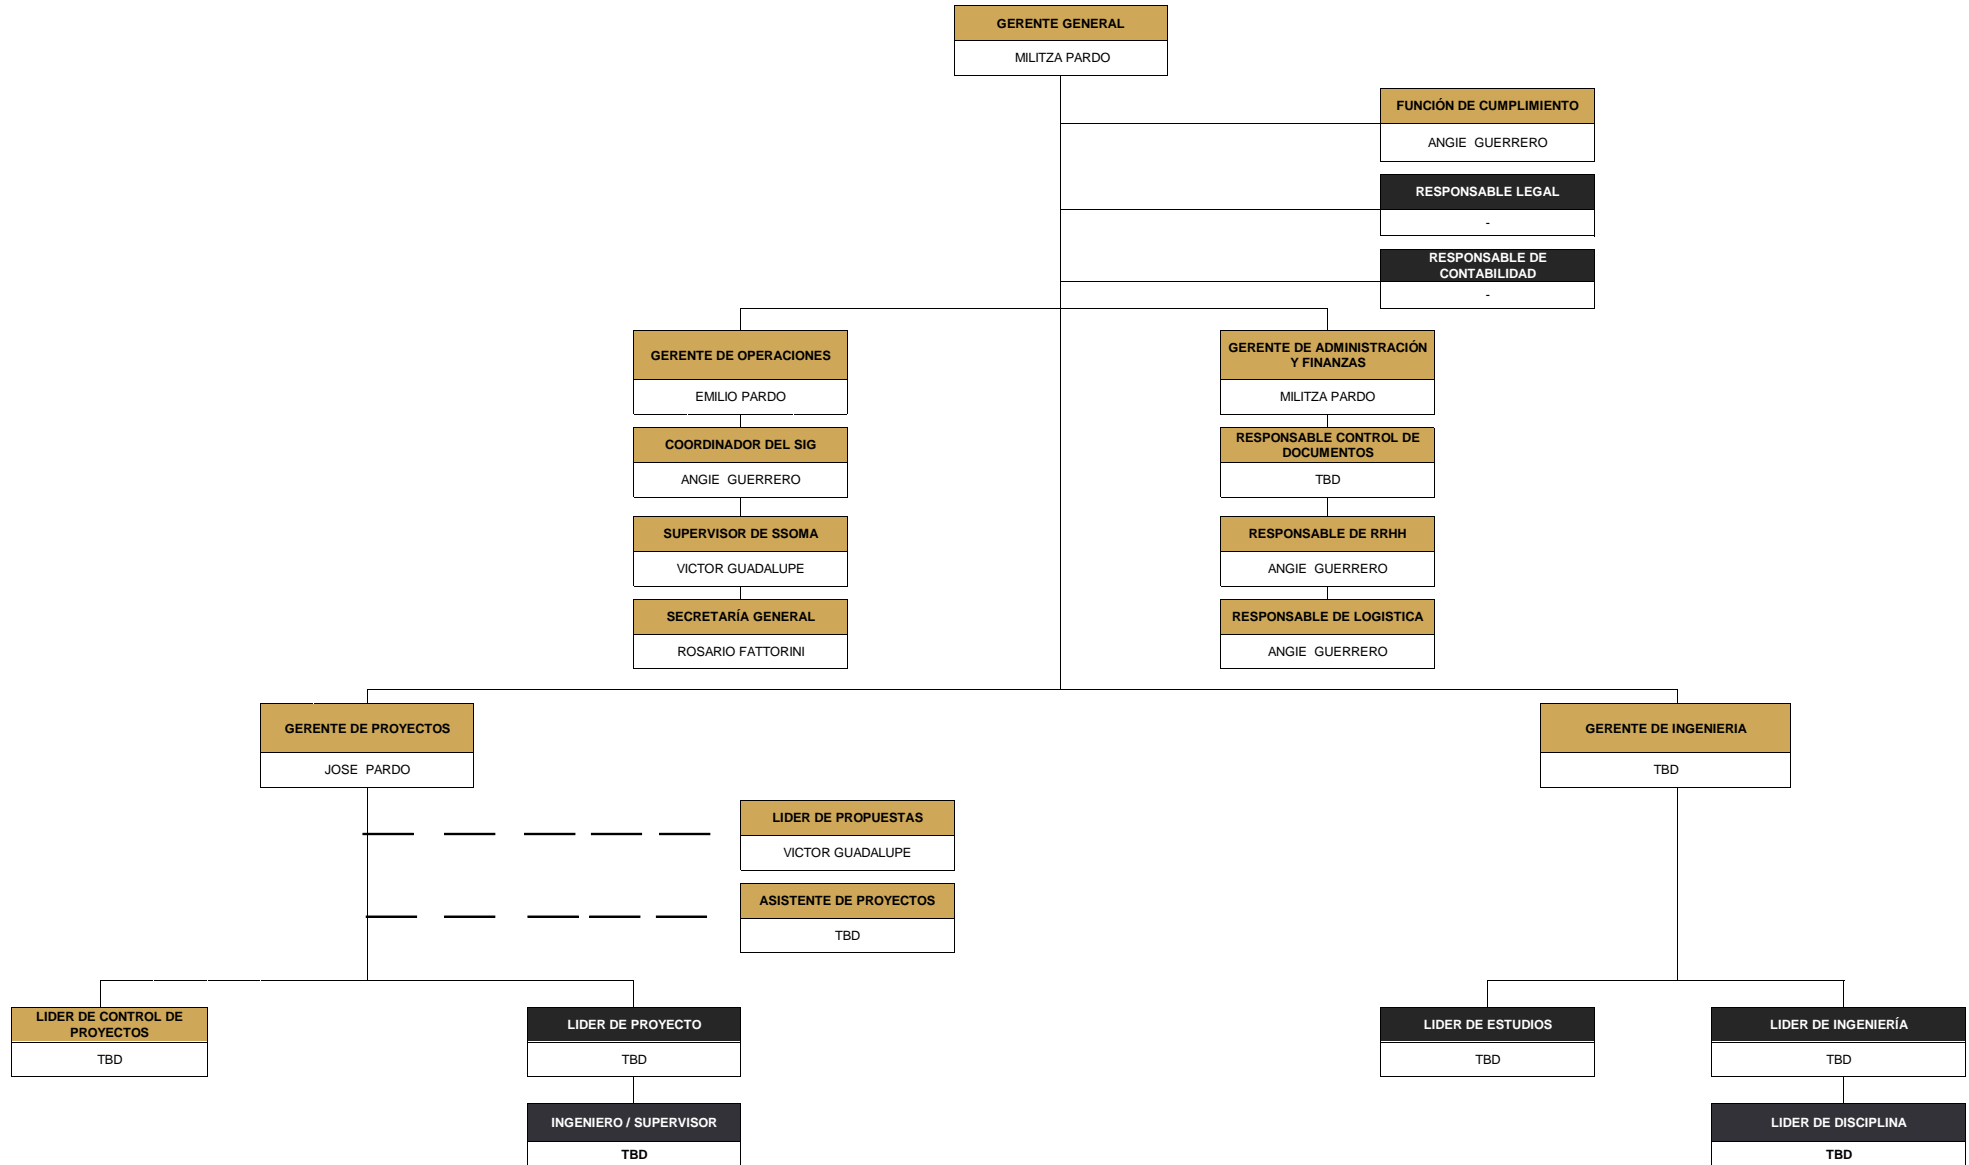 GERENTE GENERAL
MILITZA PARDO
FUNCIÓN DE CUMPLIMIENTO
ANGIE GUERRERO
RESPONSABLE LEGAL
-
RESPONSABLE DE
CONTABILIDAD
-
GERENTE DE OPERACIONES
EMILIO PARDO
COORDINADOR DEL SIG
ANGIE GUERRERO
SUPERVISOR DE SSOMA
VICTOR GUADALUPE
SECRETARÍA GENERAL
ROSARIO FATTORINI
GERENTE DE ADMINISTRACIÓN
Y FINANZAS
MILITZA PARDO
RESPONSABLE CONTROL DE
DOCUMENTOS
TBD
RESPONSABLE DE RRHH
ANGIE GUERRERO
RESPONSABLE DE LOGISTICA
ANGIE GUERRERO
GERENTE DE PROYECTOS
JOSE PARDO
LIDER DE PROPUESTAS
VICTOR GUADALUPE
ASISTENTE DE PROYECTOS
TBD
LIDER DE CONTROL DE
PROYECTOS
TBD
LIDER DE PROYECTO
TBD
INGENIERO / SUPERVISOR
TBD
GERENTE DE INGENIERIA
TBD
LIDER DE ESTUDIOS
TBD
LIDER DE INGENIERÍA
TBD
LIDER DE DISCIPLINA
TBD